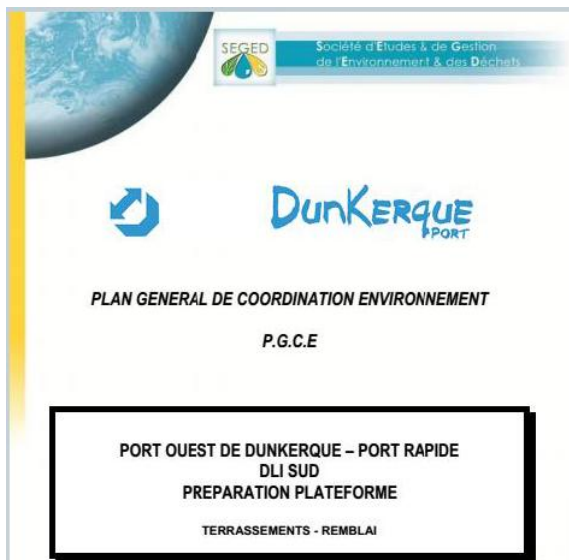 SEGED
Société d'Etudes & de Gestion
de l'Environnement & des Déchets
DunKERquE
PORT
PLAN GENERAL DE COORDINATION ENVIRONNEMENT
P.G.C.E
PORT OUEST DE DUNKERQUE – PORT RAPIDE
DLI SUD
PREPARATION PLATEFORME
TERRASSEMENTS - REMBLAI